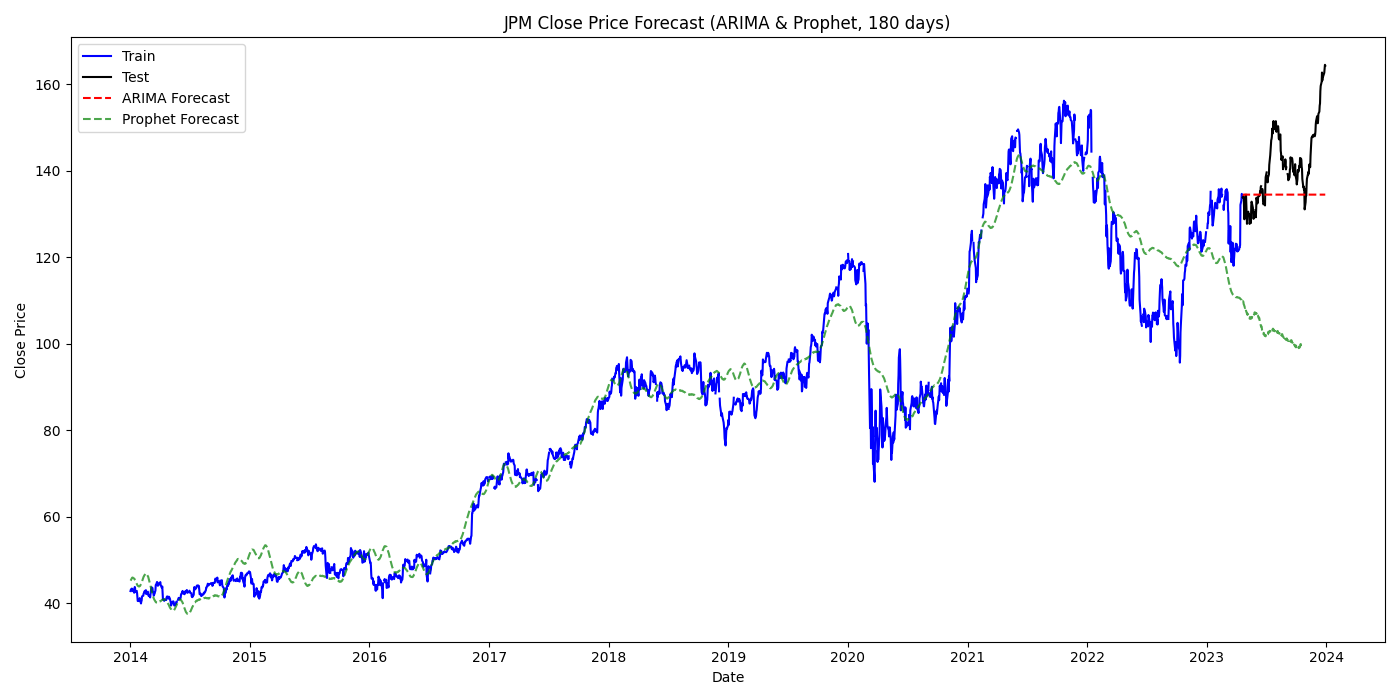 JPM Close Price Forecast (ARIMA & Prophet, 180 days)
Train
Test
ARIMA Forecast
Prophet Forecast
Close Price
160
140
120
100
80
60
40
2014 2015 2016 2017 2018 2019 2020 2021 2022 2023 2024
Date